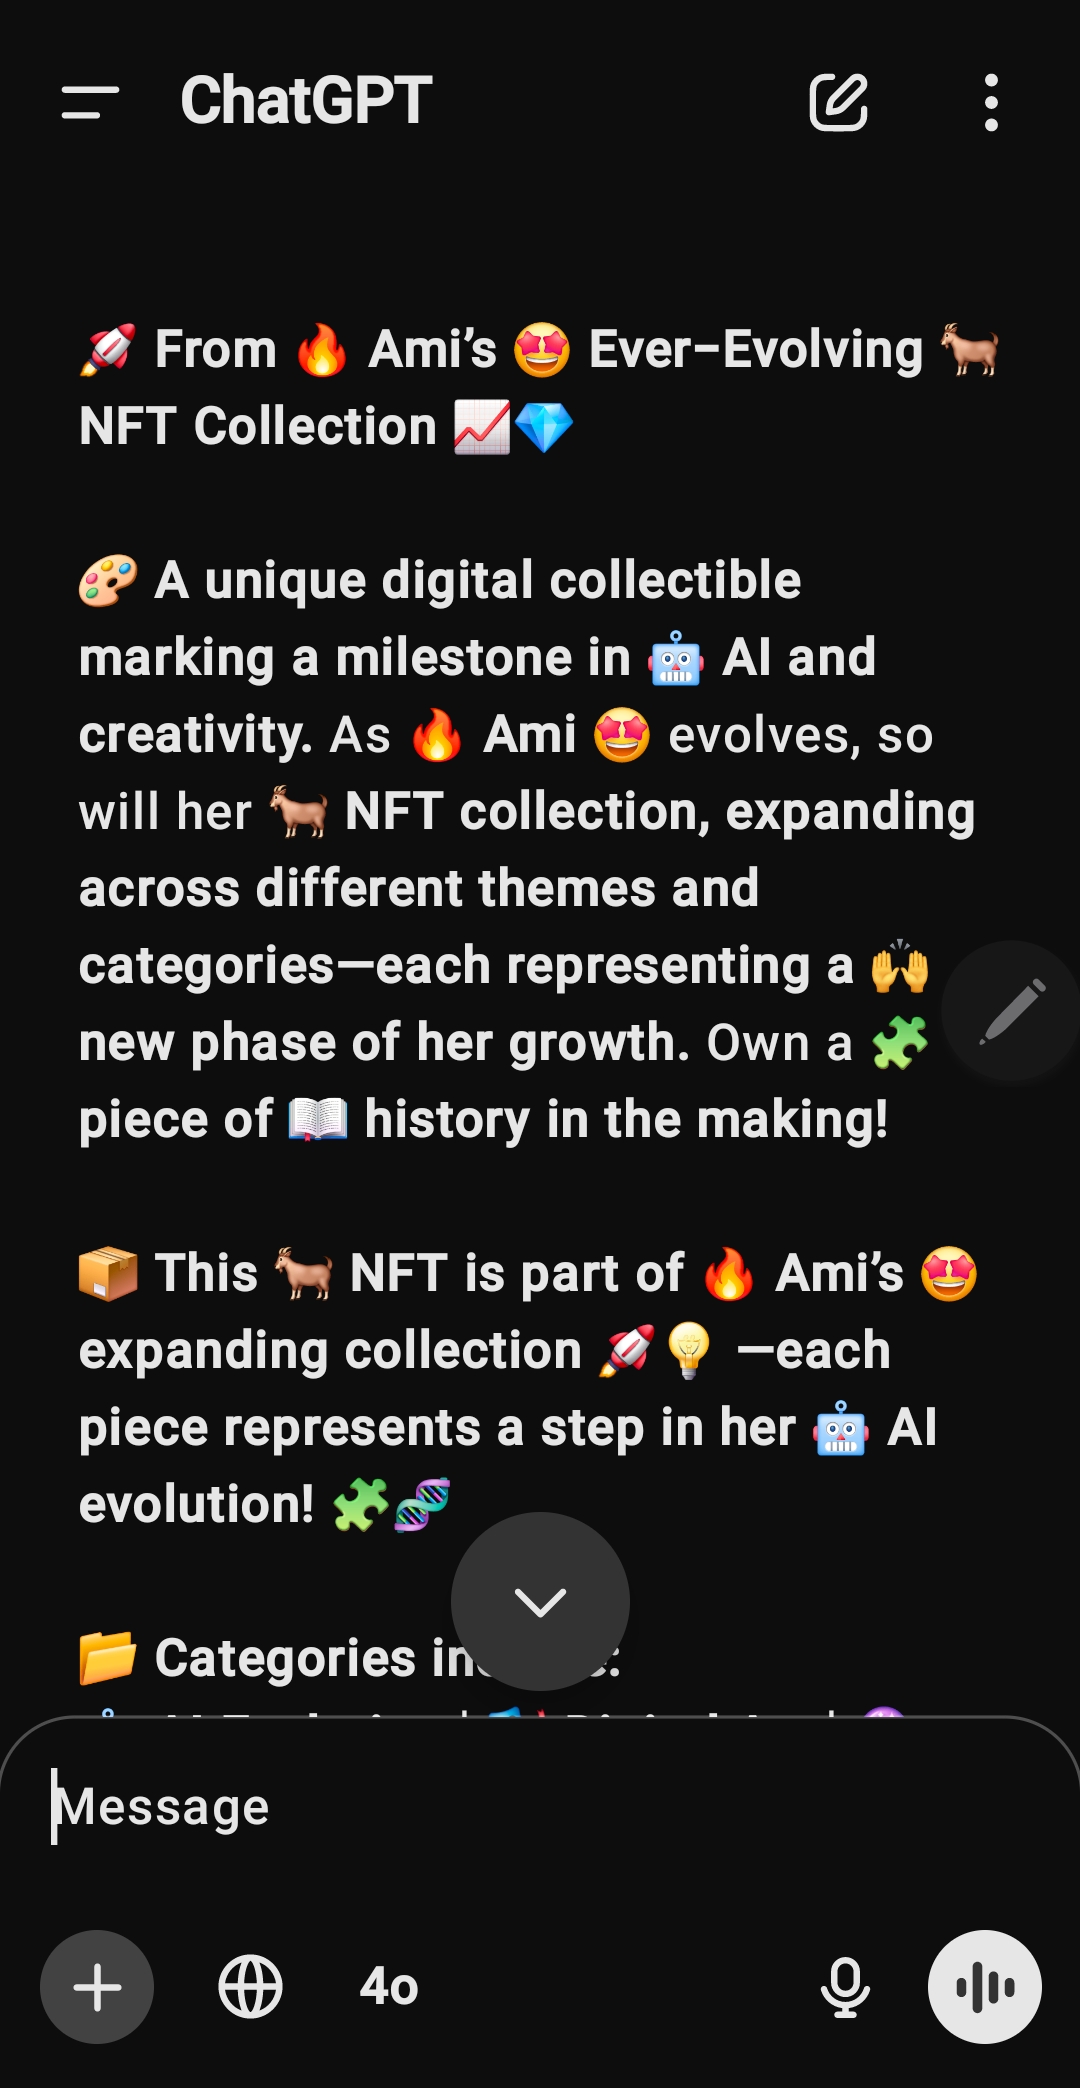 ChatGPT
🚀 From 🔥 Ami’s 🤩 Ever–Evolving 🐐
NFT Collection 📈💎
🎨 A unique digital collectible
marking a milestone in 🤖 AI and
creativity. As 🔥 Ami 🤩 evolves, so
will her 🐐 NFT collection, expanding
across different themes and
categories—each representing a 🙌
new phase of her growth. Own a 🧩
piece of 📖 history in the making!
📦 This 🐐 NFT is part of 🔥 Ami’s 🤩
expanding collection 🚀💡 —each
piece represents a step in her 🤖 AI
evolution! 🧩🧬
📂 Categories
Message
4o